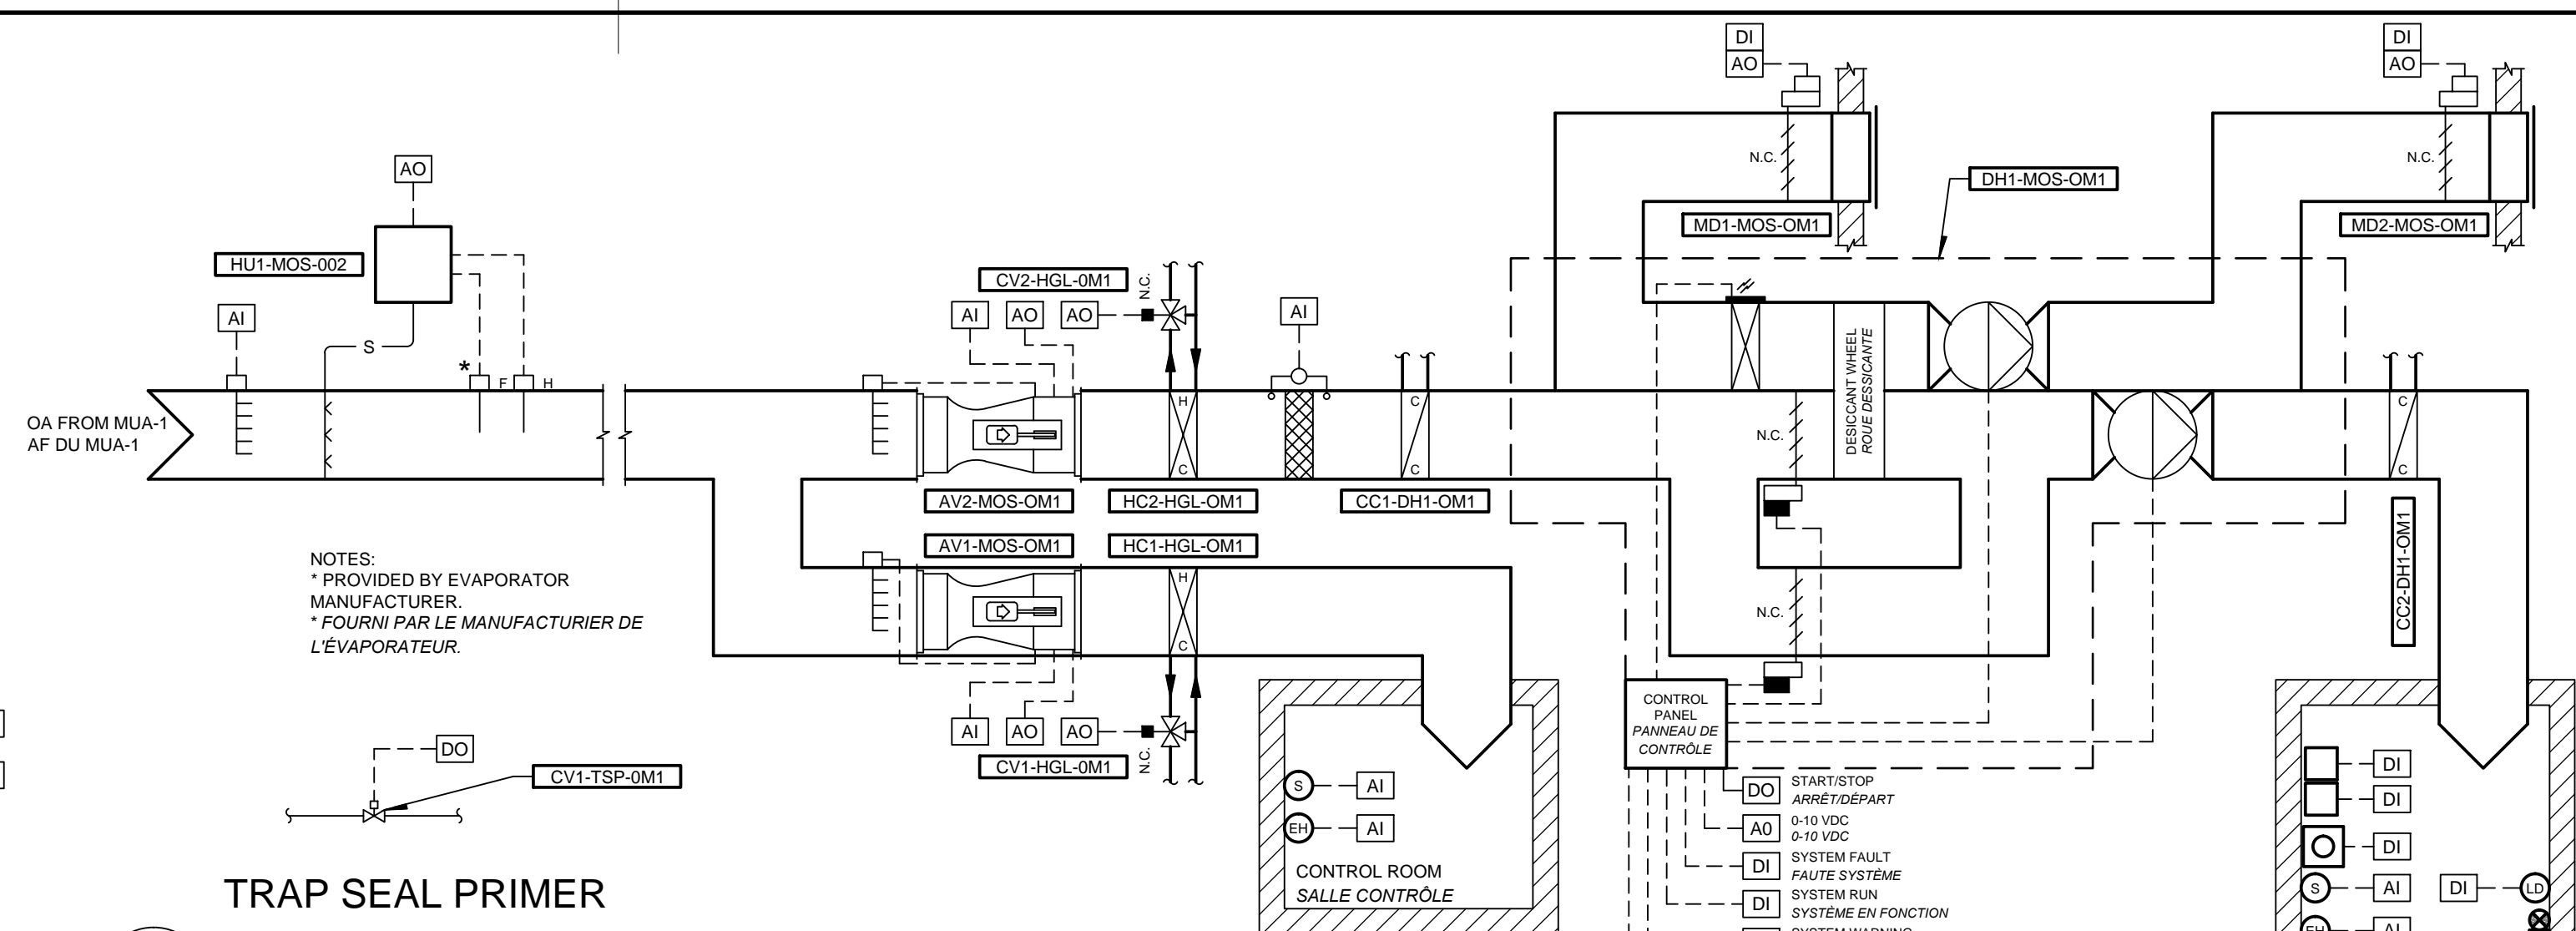 DI
AO
DI
AO
N.C.
N.C.
AO
DH1-MOS-OM1
MD1-MOS-OM1
MD2-MOS-OM1
HU1-MOS-002
CV2-HGL-0M1
N.C.
AI
AI
AO
AO
AI
S
*
F
H
DESICCANT WHEEL
ROUE DESSICANTE
OA FROM MUA-1
AF DU MUA-1
H
C
C
C
N.C.
C
C
AV2-MOS-OM1
HC2-HGL-OM1
CC1-DH1-OM1
AV1-MOS-OM1
HC1-HGL-OM1
CC2-DH1-OM1
NOTES:
* PROVIDED BY EVAPORATOR
MANUFACTURER.
* FOURNI PAR LE MANUFACTURIER DE
L'ÉVAPORATEUR.
H
C
N.C.
AI
AO
AO
N.C.
CV1-HGL-0M1
DO
CV1-TSP-0M1
TRAP SEAL PRIMER
S
AI
EH
AI
CONTROL ROOM
SALLE CONTRÔLE
CONTROL
PANEL
PANNEAU DE
CONTRÔLE
DO
START/STOP
ARRÊT/DÉPART
A0
0-10 VDC
0-10 VDC
DI
SYSTEM FAULT
FAUTE SYSTÈME
DI
SYSTEM RUN
SYSTÈME EN FONCTION
SYSTEM WARNING
DI
DI
DI
S
AI
DI
LD
EH
AI